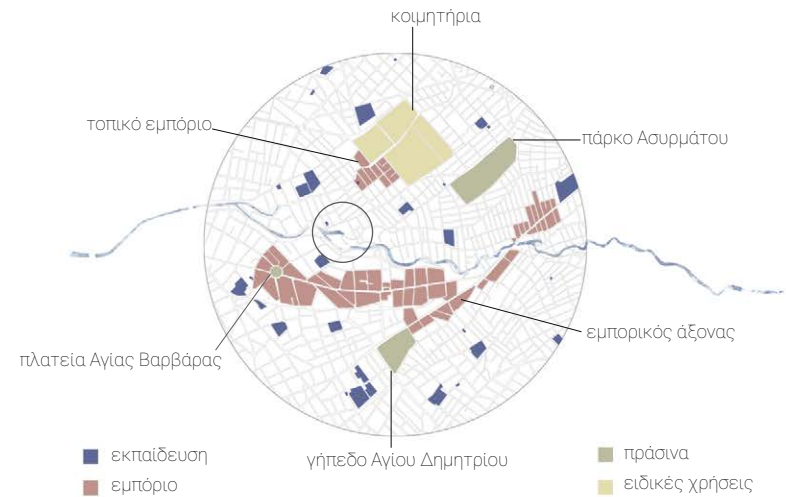 κοιμητήρια
τοπικό εμπόριο
πάρκο Ασυρμάτου
εμπορικός άξονας
πλατεία Αγίας Βαρβάρας
γήπεδο Αγίου Δημητρίου
εκπαίδευση
εμπόριο
πράσινα
ειδικές χρήσεις